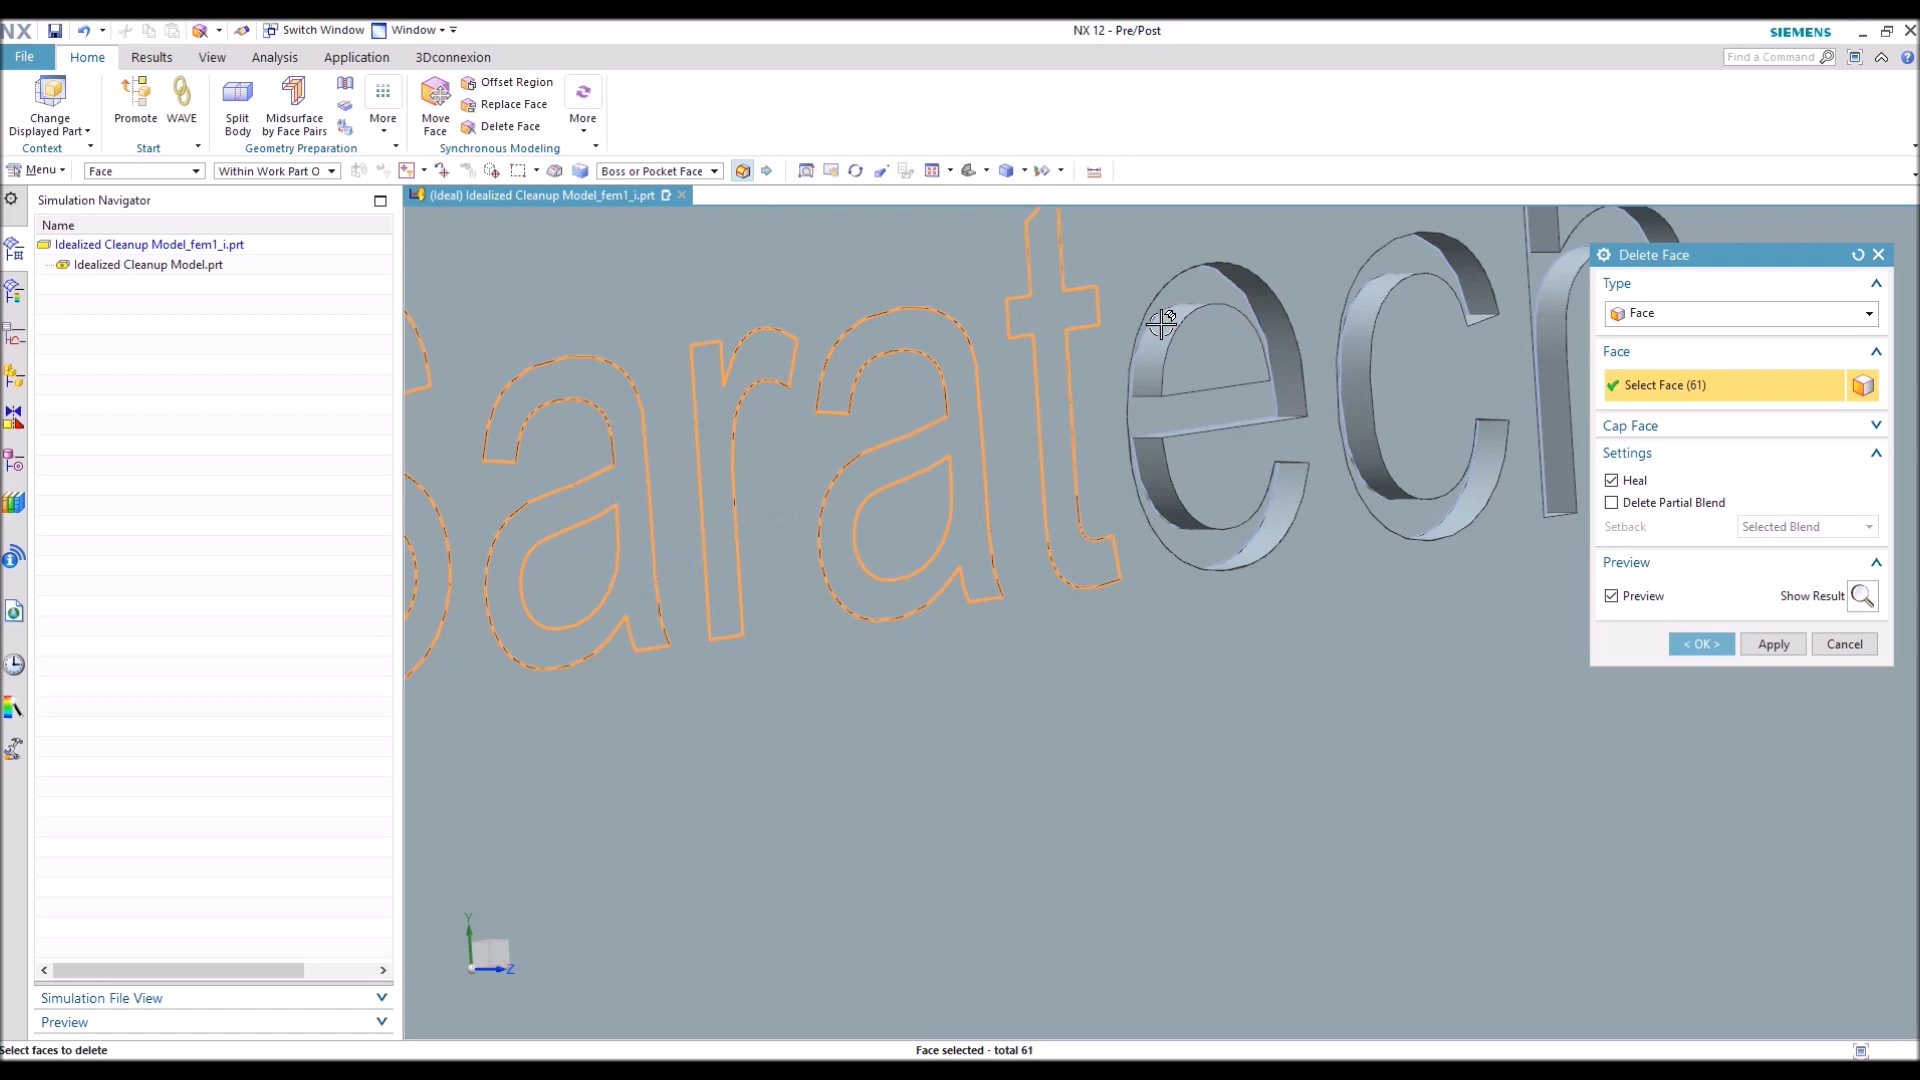 NX
Switch Window
Window
NX 12 - Pre/Post
SIEMENS
File
Home
Results
View
Analysis
Application
3Dconnexion
Find a Command
Change
Displayed Part
Promote
WAVE
Split
Body
Midsurface
by Face Pairs
More
Move
Face
Offset Region
Replace Face
Delete Face
More
Context
Start
Geometry Preparation
Synchronous Modeling
Menu
Face
Within Work Part O
Boss or Pocket Face
Simulation Navigator
(Ideal) Idealized Cleanup Model_fem1_i.prt
Name
Idealized Cleanup Model_fem1_i.prt
Idealized Cleanup Model.prt
Saratech
Delete Face
Type
Face
Face
Select Face (61)
Cap Face
Settings
Heal
Delete Partial Blend
Setback
Selected Blend
Preview
Preview
Show Result
< OK >
Apply
Cancel
Y
Z
Simulation File View
Preview
Select faces to delete
Face selected - total 61